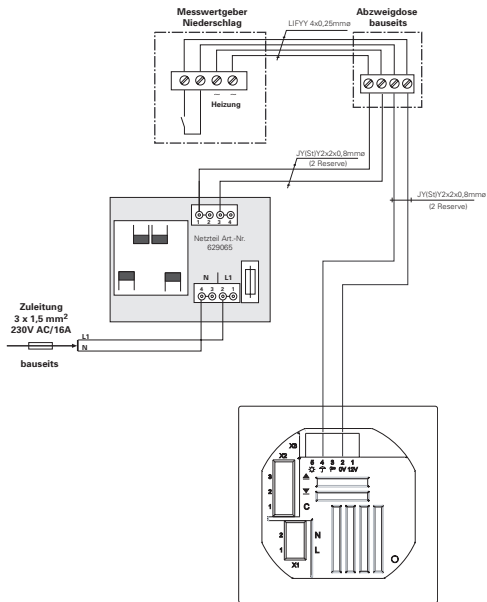 Messwertgeber
Niederschlag
LIFYY 4x0,25mmø
Abzweigdose
bauseits
Heizung
JY(St)Y2x2x0,8mmø
(2 Reserve)
JY(St)Y2x2x0,8mmø
(2 Reserve)
1 2 3 4
Netzteil Art.-Nr.
629065
N L1
4 3 2 1
Zuleitung
3 x 1,5 mm²
230V AC/16A
L1
N
bauseits
X3
X2
5 4 3 2 1
0V 12V
3
2
1
C
2
1
N
L
X1